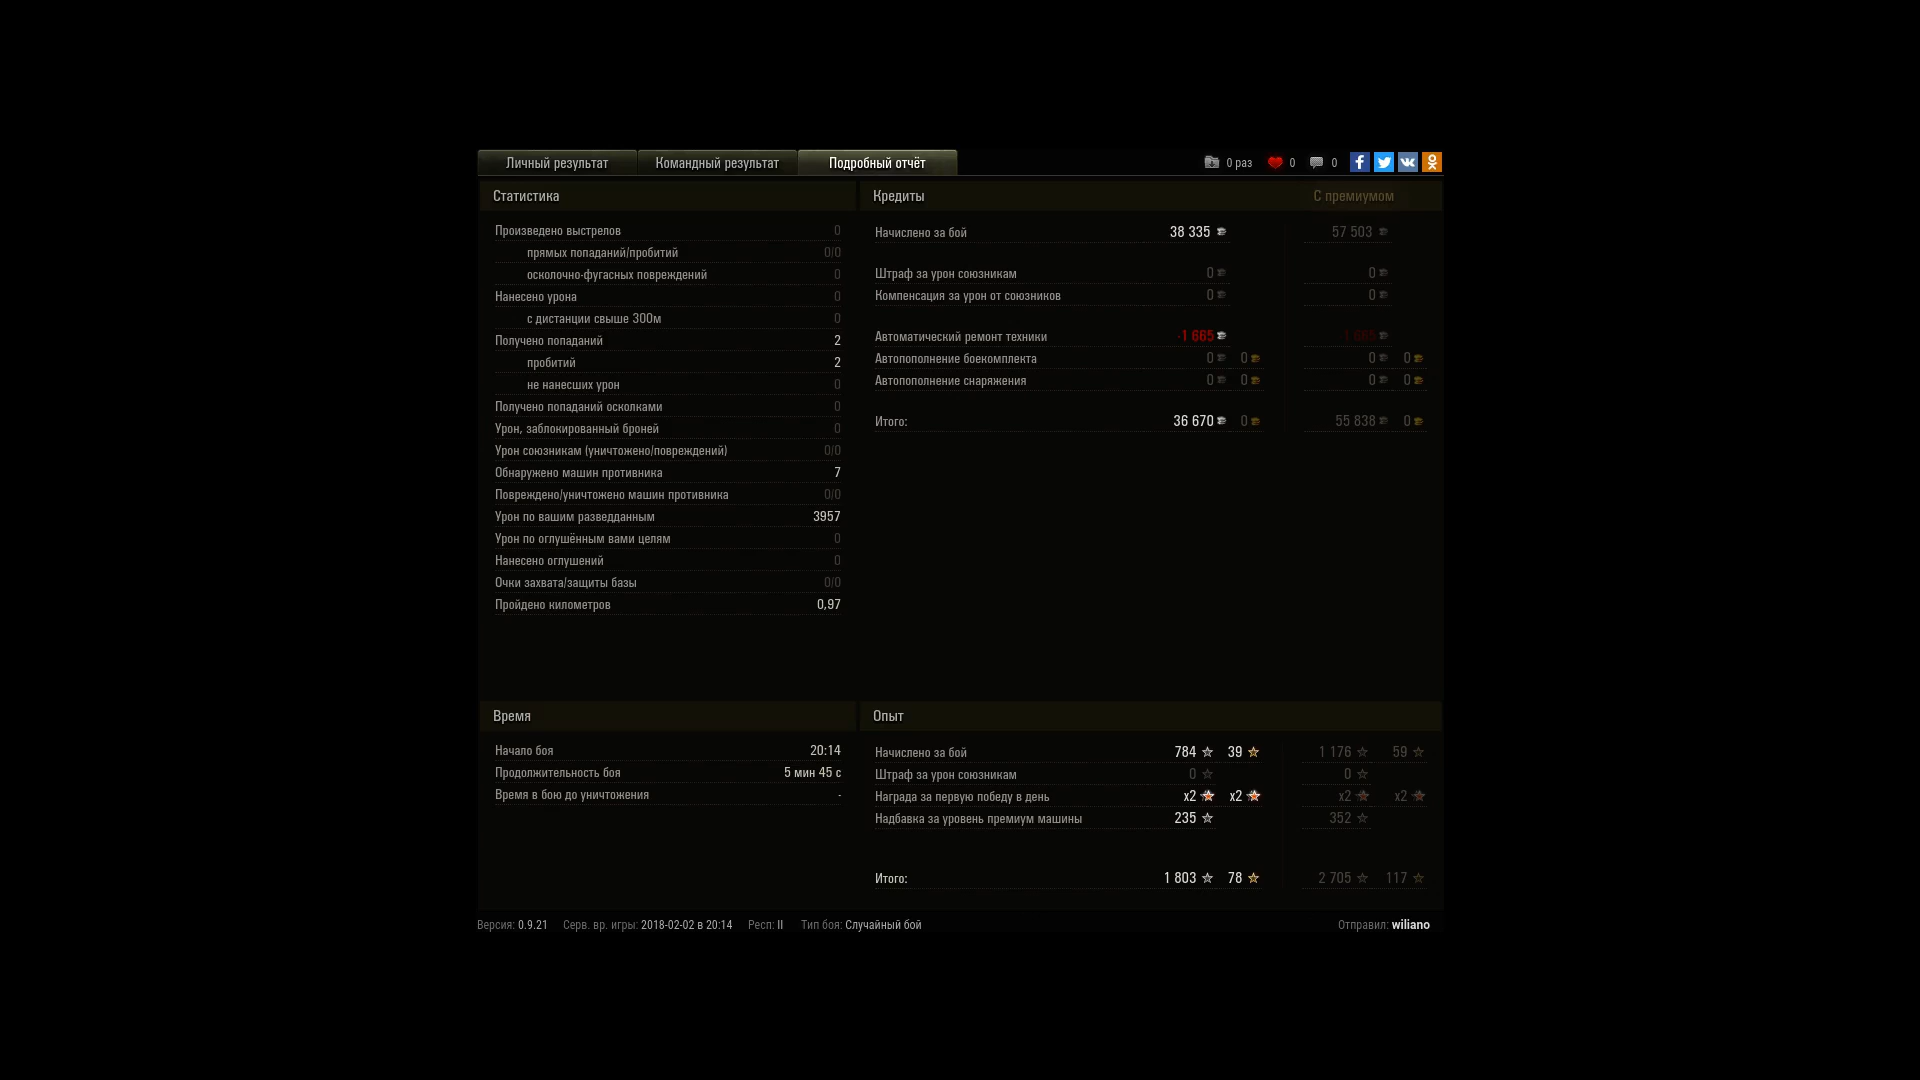 Личный результат Командный результат Подробный отчёт 0 раз 0 0
Статистика
Произведено выстрелов 0
прямых попаданий/пробитий 0/0
осколочно-фугасных повреждений 0
Нанесено урона 0
с дистанции свыше 300м 0
Получено попаданий 2
пробитий 2
не нанесших урон 0
Получено попаданий осколками 0
Урон, заблокированный броней 0
Урон союзникам (уничтожено/повреждений) 0/0
Обнаружено машин противника 7
Повреждено/уничтожено машин противника 0/0
Урон по вашим разведданным 3957
Урон по оглушённым вами целям 0
Нанесено оглушений 0
Очки захвата/защиты базы 0/0
Пройдено километров 0,97
Кредиты С премиумом
Начислено за бой 38 335 57 503
Штраф за урон союзникам 0 0
Компенсация за урон от союзников 0 0
Автоматический ремонт техники -1 665 1 665
Автопополнение боекомплекта 0 0 0 0
Автопополнение снаряжения 0 0 0 0
Итого: 36 670 0 55 838 0
Время
Начало боя 20:14
Продолжительность боя 5 мин 45 с
Время в бою до уничтожения -
Опыт
Начислено за бой 784 39 1 176 59
Штраф за урон союзникам 0 0
Награда за первую победу в день x2 x2 x2 x2
Надбавка за уровень премиум машины 235 352
Итого: 1 803 78 2 705 117
Версия: 0.9.21 Серв. вр. игры: 2018-02-02 в 20:14 Респ: II Тип боя: Случайный бой Отправил: wiliano